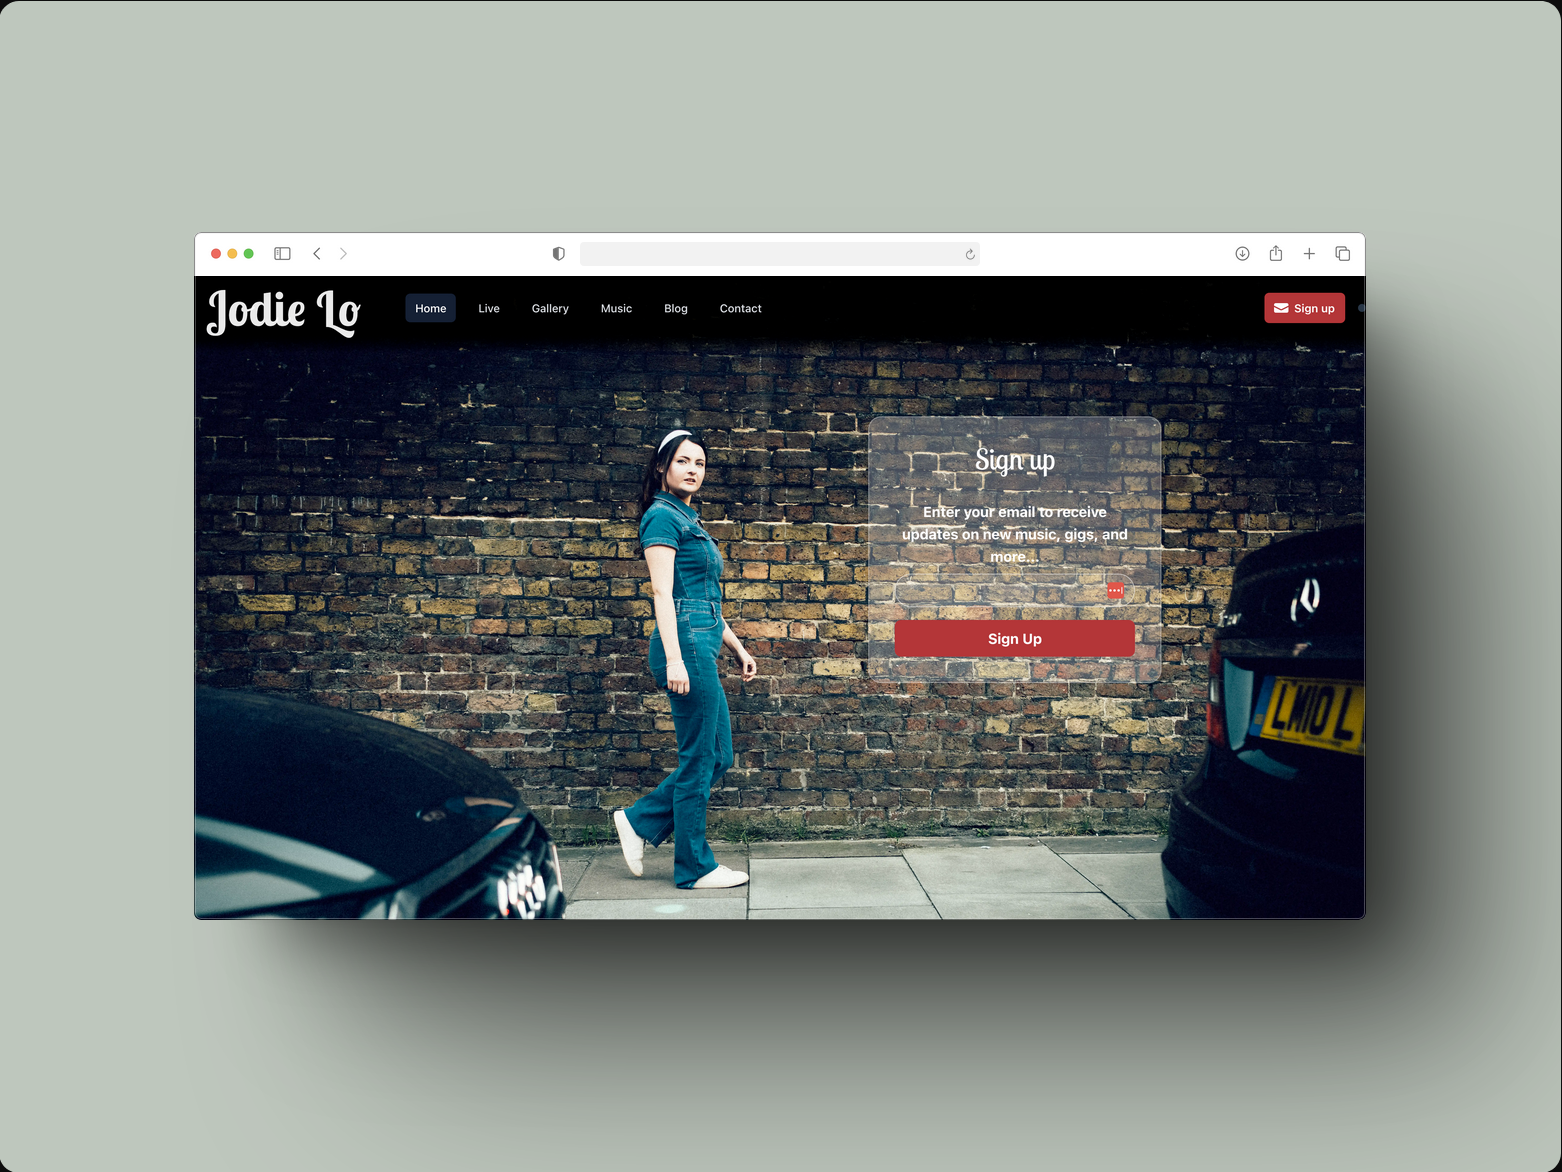 Jodie Lo
Home Live Gallery Music Blog Contact
Sign up
Sign up
Enter your email to receive
updates on new music, gigs, and
more...
Sign Up
LM10 L